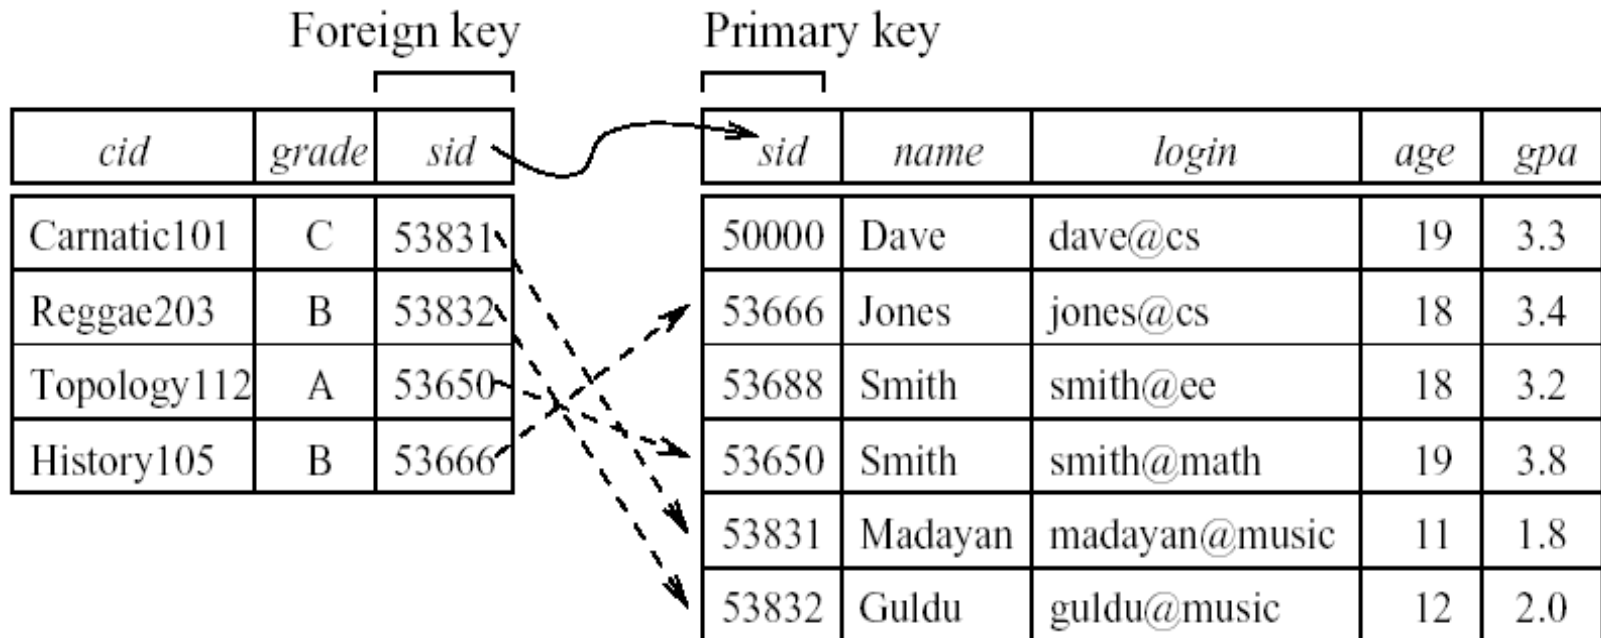 Foreign key Primary key
cid grade sid sid name login age gpa
Carnatic101 C 53831 50000 Dave dave@cs 19 3.3
Reggae203 B 53832 53666 Jones jones@cs 18 3.4
Topology112 A 53650 53688 Smith smith@ee 18 3.2
History105 B 53666 53650 Smith smith@math 19 3.8
53831 Madayan madayan@music 11 1.8
53832 Guldu guldu@music 12 2.0